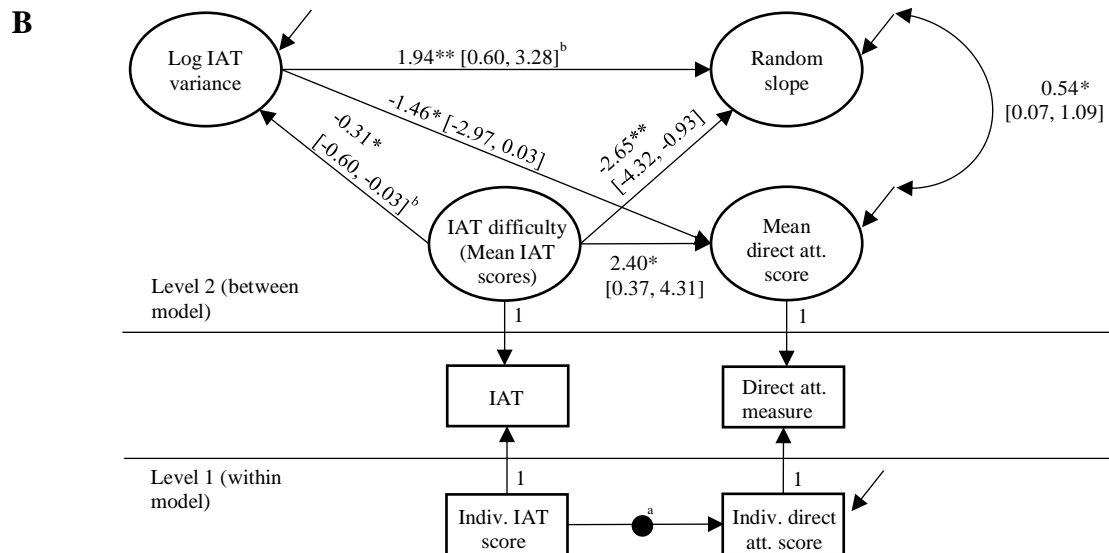 B
Log IAT
variance
1.94** [0.60, 3.28]ᵇ
Random
slope
0.54*
[0.07, 1.09]
-1.46* [-2.97, 0.03]
-0.31*
[-0.60, -0.03]ᵇ
-2.65**
[-4.32, -0.93]
IAT difficulty
(Mean IAT
scores)
Mean
direct att.
score
2.40*
[0.37, 4.31]
Level 2 (between
model)
1
1
IAT
Direct att.
measure
Level 1 (within
model)
1
1
Indiv. IAT
score
a
Indiv. direct
att. score